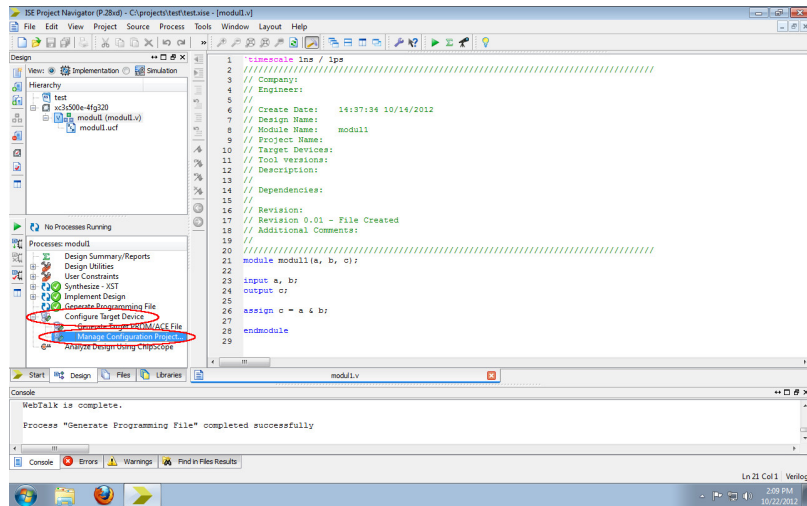 ISE Project Navigator (P.28xd) - C:\projects\test\test.xise - [modul1.v]
File Edit View Project Source Process Tools Window Layout Help
Design
View: Implementation Simulation
Hierarchy
test
xc3s500e-4fg320
modul1 (modul1.v)
modul1.ucf
No Processes Running
Processes: modul1
Design Summary/Reports
Design Utilities
User Constraints
Synthesize - XST
Implement Design
Generate Programming File
Configure Target Device
Generate Target PROM/ACE File
Manage Configuration Project...
Analyze Design Using ChipScope
Start Design Files Libraries
1 `timescale 1ns / 1ps
2 //////////////////////////////////////////////////////////////////////////////////
3 // Company:
4 // Engineer:
5 //
6 // Create Date: 14:37:34 10/14/2012
7 // Design Name:
8 // Module Name: modul1
9 // Project Name:
10 // Target Devices:
11 // Tool versions:
12 // Description:
13 //
14 // Dependencies:
15 //
16 // Revision:
17 // Revision 0.01 - File Created
18 // Additional Comments:
19 //
20 //////////////////////////////////////////////////////////////////////////////////
21 module modul1(a, b, c);
22
23 input a, b;
24 output c;
25
26 assign c = a & b;
27
28 endmodule
29
modul1.v
Console
WebTalk is complete.
Process "Generate Programming File" completed successfully
Console Errors Warnings Find in Files Results
Ln 21 Col 1 Verilog
2:09 PM
10/22/2012